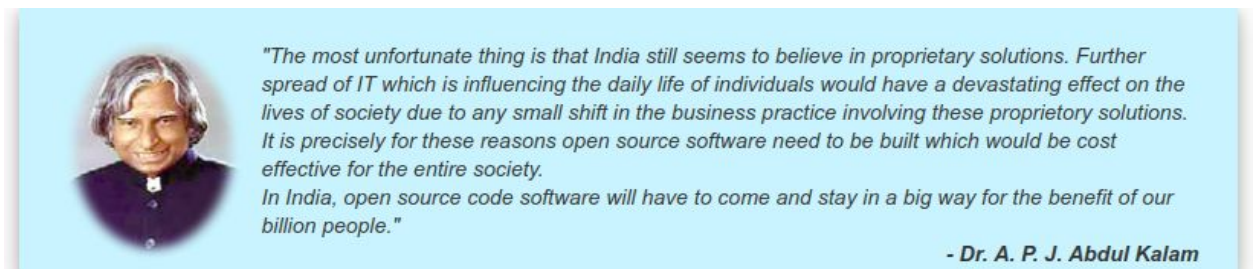 "The most unfortunate thing is that India still seems to believe in proprietary solutions. Further
spread of IT which is influencing the daily life of individuals would have a devastating effect on the
lives of society due to any small shift in the business practice involving these proprietory solutions.
It is precisely for these reasons open source software need to be built which would be cost
effective for the entire society.
In India, open source code software will have to come and stay in a big way for the benefit of our
billion people."
- Dr. A. P. J. Abdul Kalam